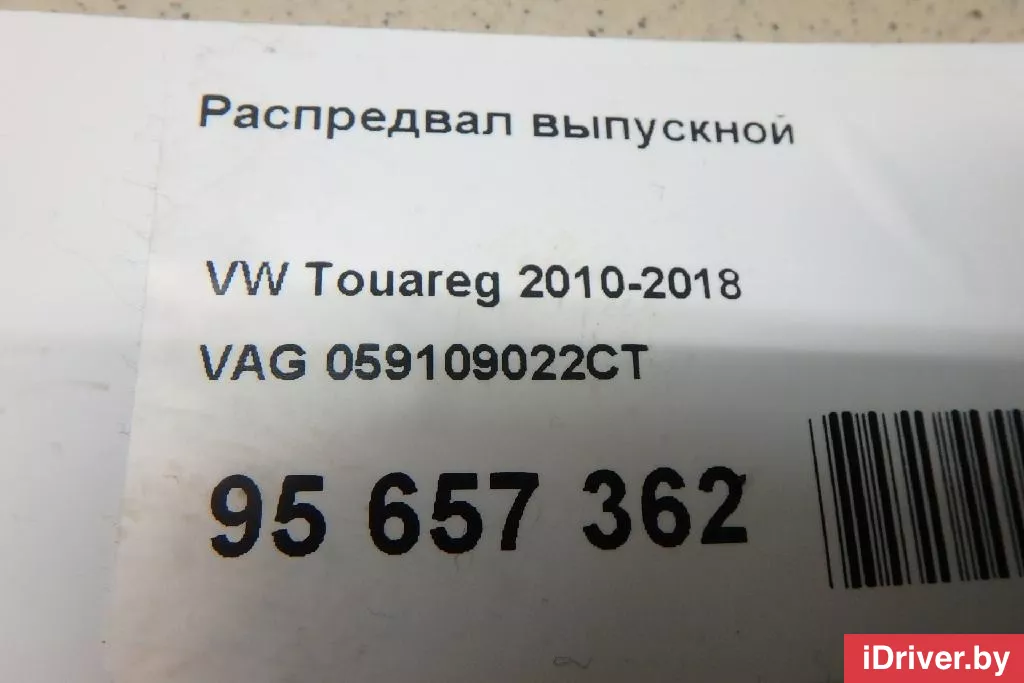 Распредвал выпускной
VW Touareg 2010-2018
VAG 059109022CT
95 657 362
iDriver.by